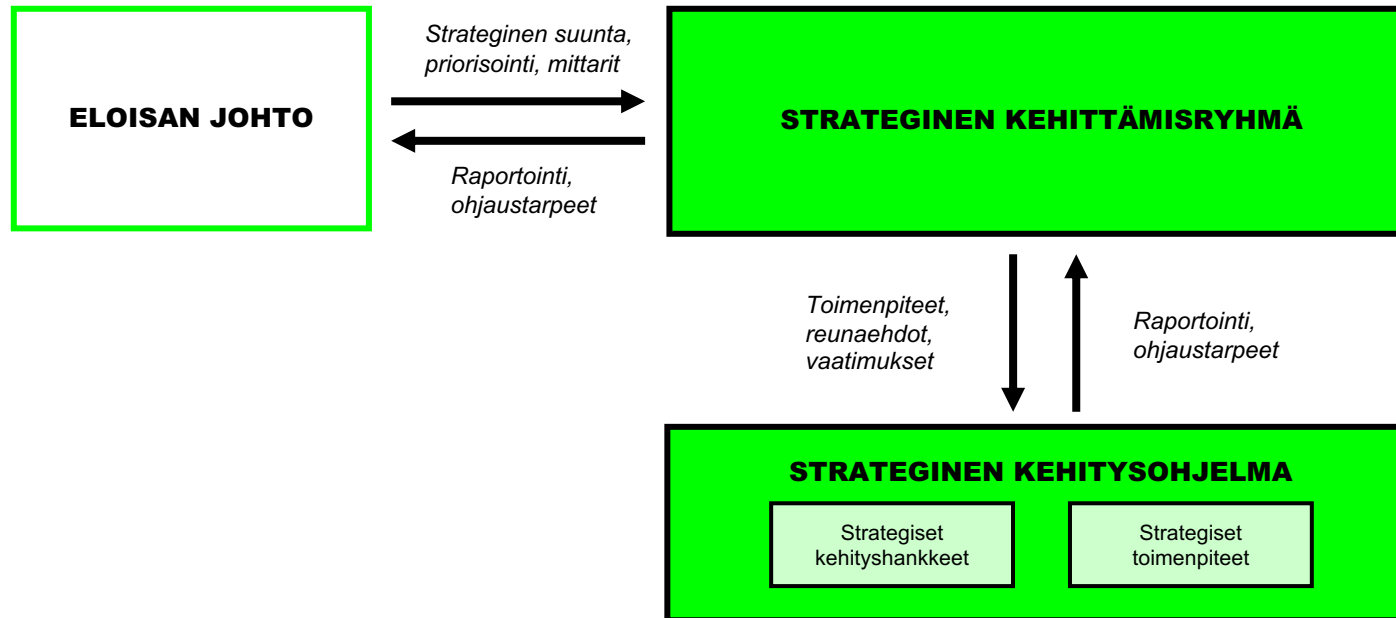 Strateginen suunta,
priorisointi, mittarit
ELOISAN JOHTO
STRATEGINEN KEHITTÄMISRYHMÄ
Raportointi,
ohjaustarpeet
Toimenpiteet,
reunaehdot,
vaatimukset
Raportointi,
ohjaustarpeet
STRATEGINEN KEHITYSOHJELMA
Strategiset
kehityshankkeet
Strategiset
toimenpiteet